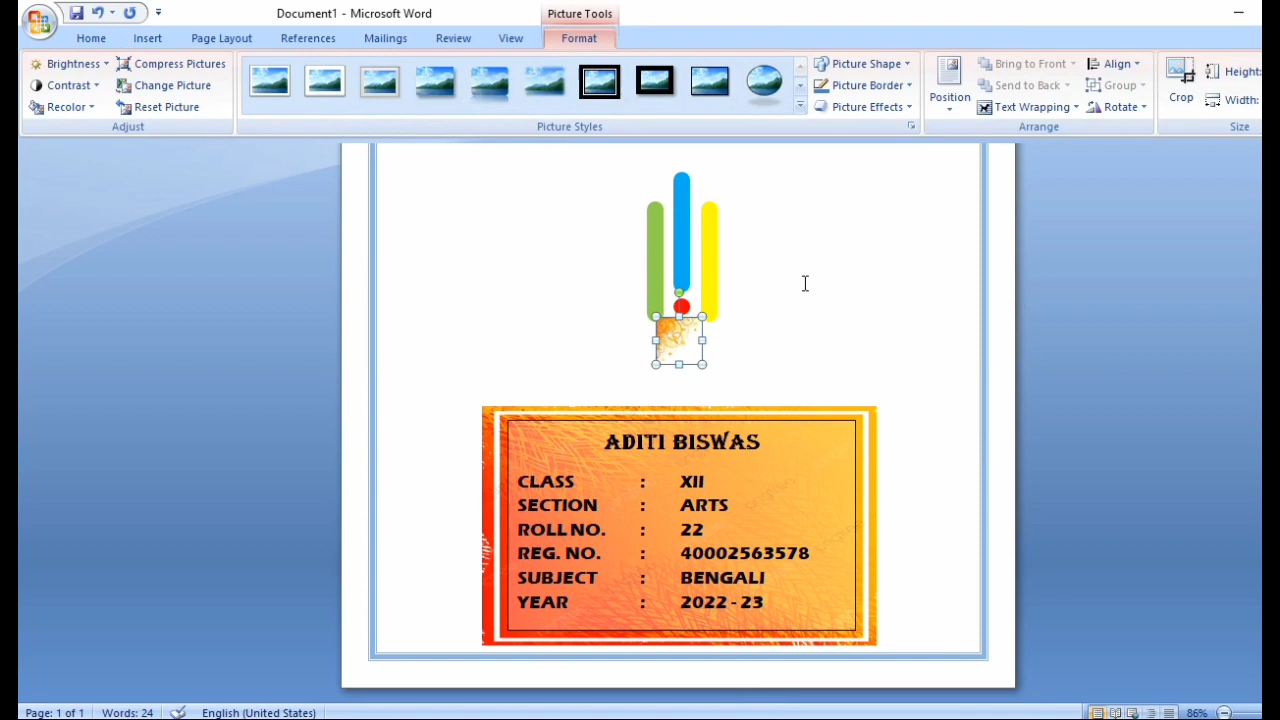 Document1 - Microsoft Word
Picture Tools
Home Insert Page Layout References Mailings Review View Format
Brightness Compress Pictures Picture Shape Bring to Front Align Height:
Contrast Change Picture Picture Border Send to Back Group
Recolor Reset Picture Picture Effects Position Text Wrapping Rotate Crop Width:
Adjust Picture Styles Arrange Size
ADITI BISWAS
CLASS : XII
SECTION : ARTS
ROLL NO. : 22
REG. NO. : 40002563578
SUBJECT : BENGALI
YEAR : 2022 - 23
Page: 1 of 1 Words: 24 English (United States) 86%